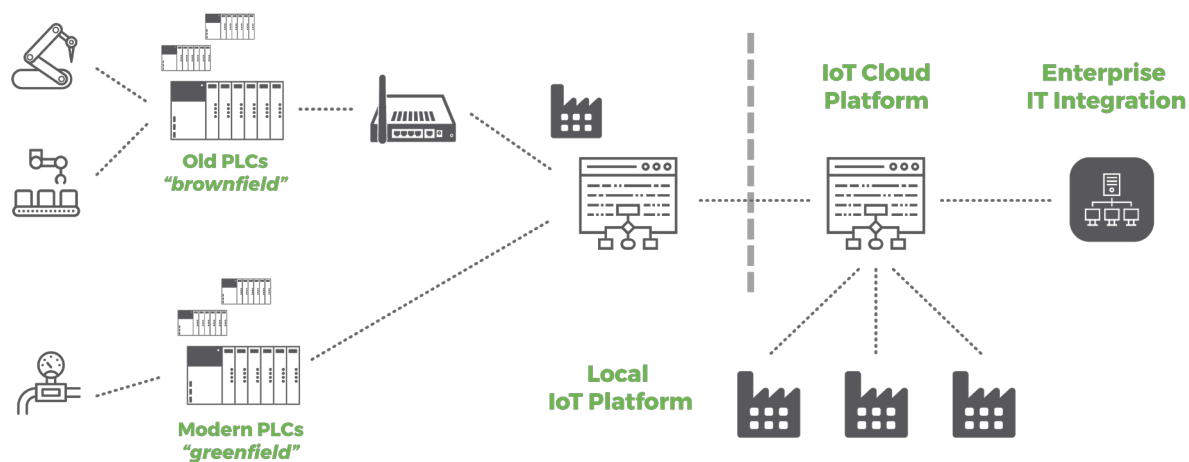 Old PLCs
“brownfield”
Modern PLCs
“greenfield”
Local
IoT Platform
IoT Cloud
Platform
Enterprise
IT Integration